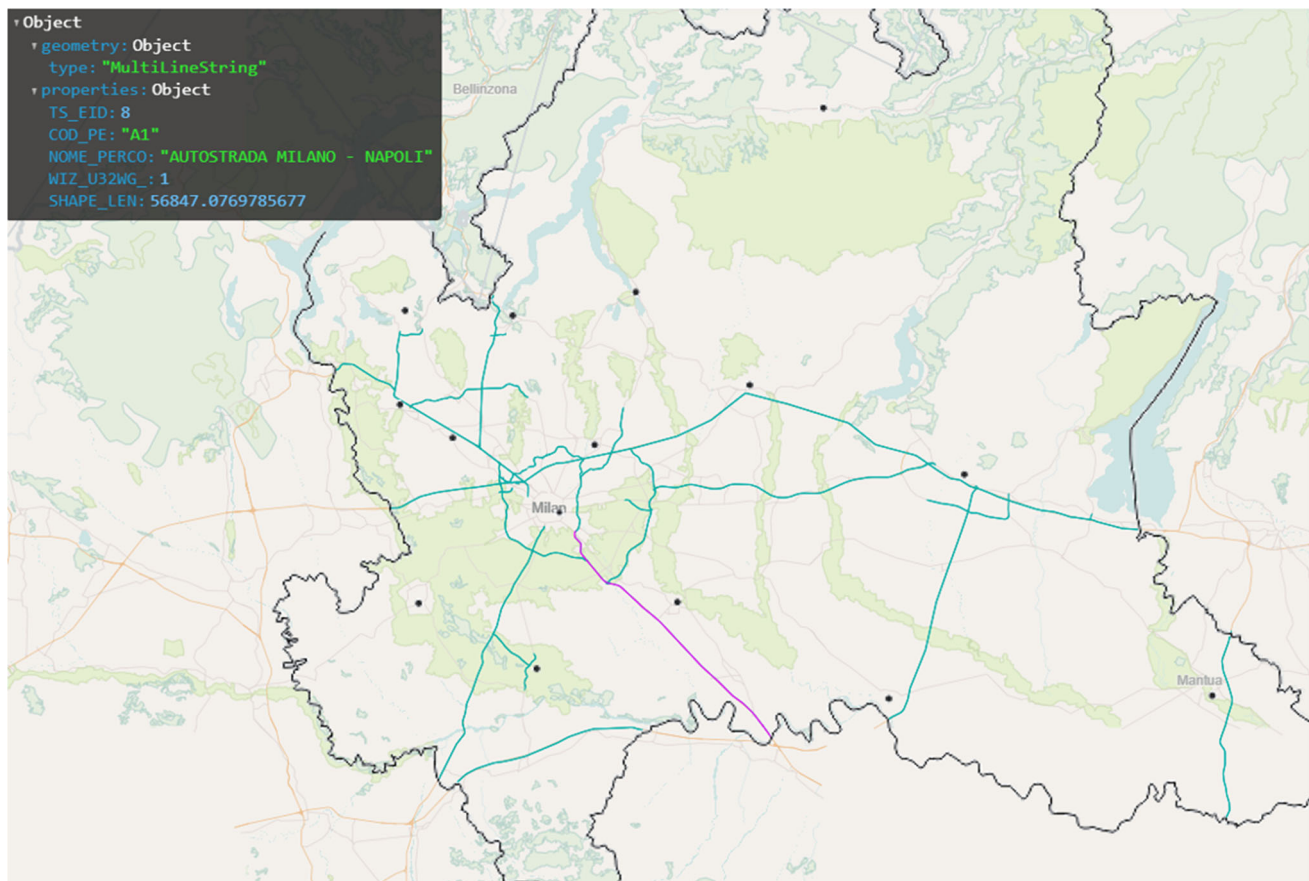 ▾Object
▾geometry: Object
type: "MultiLineString"
▾properties: Object
TS_EID: 8
COD_PE: "A1"
NOME_PERCO: "AUTOSTRADA MILANO - NAPOLI"
WIZ_U32WG_: 1
SHAPE_LEN: 56847.0769785677
Bellinzona
Milan
Mantua